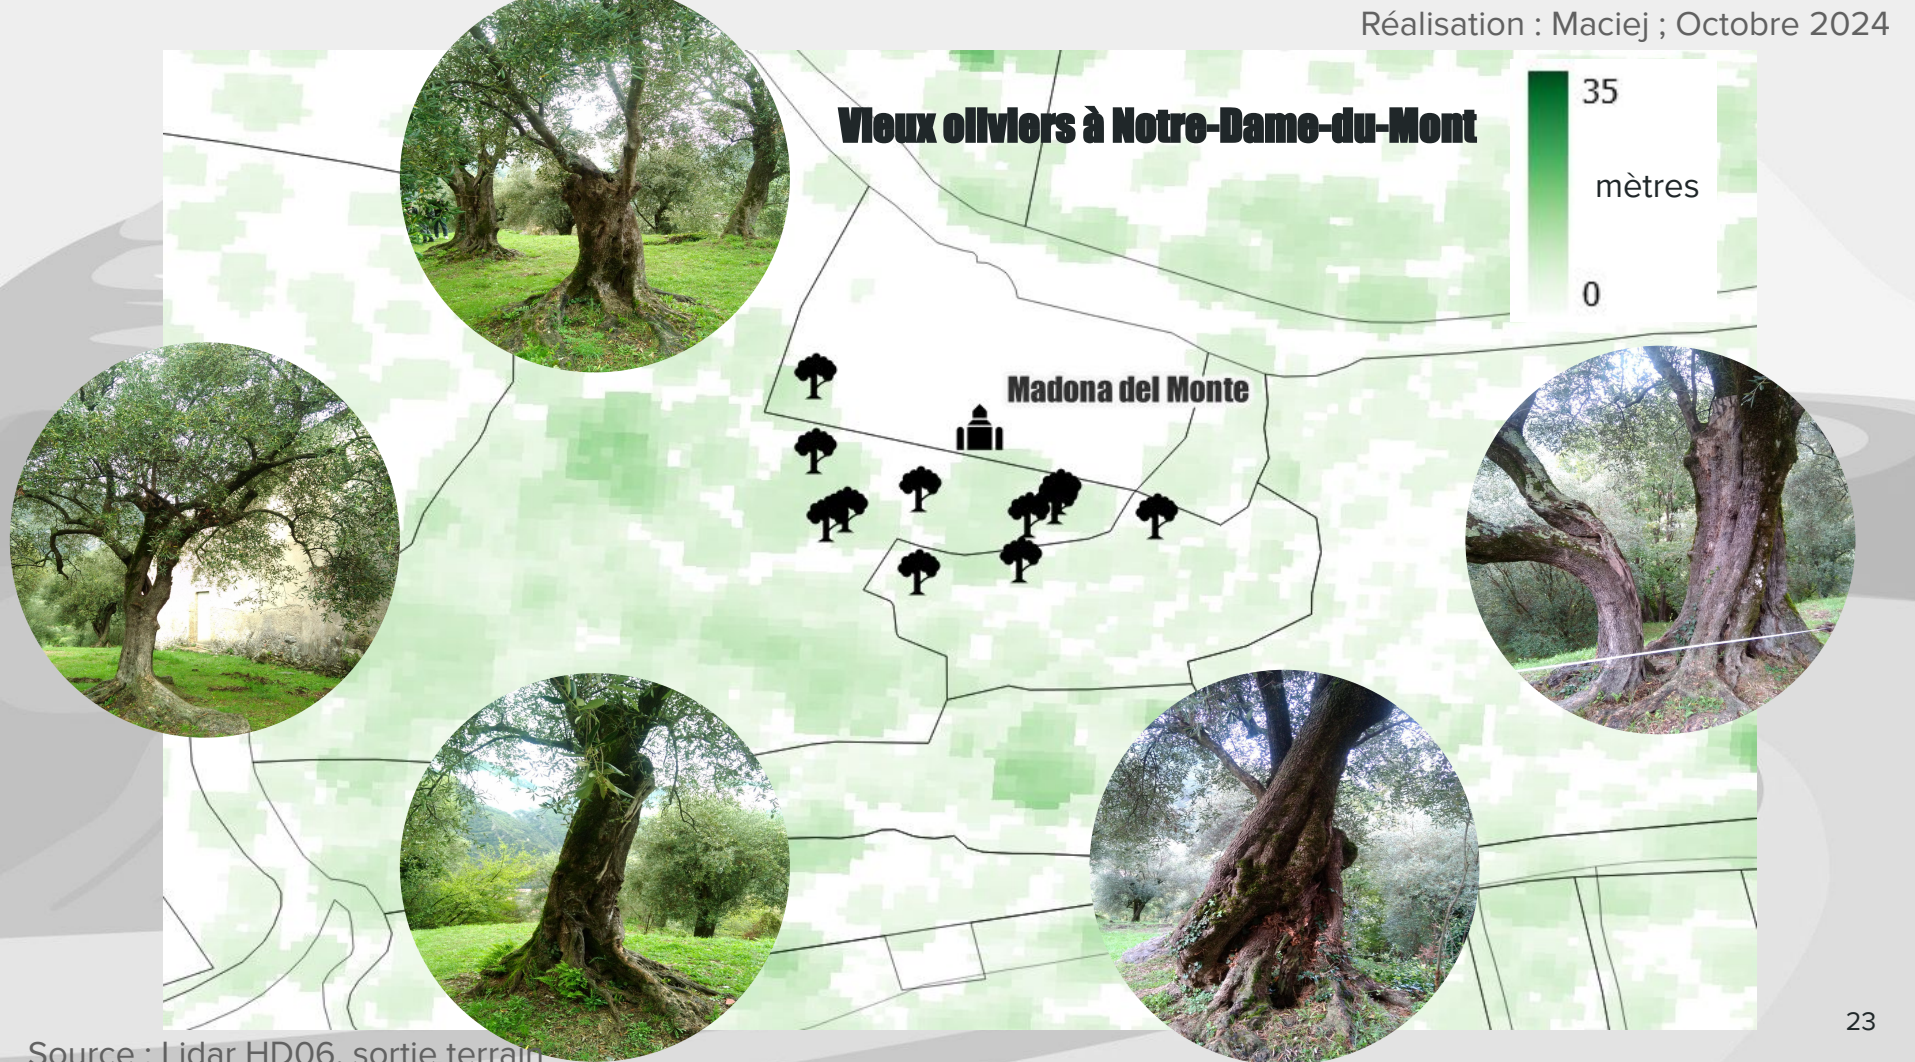 Réalisation : Maciej ; Octobre 2024
Vieux oliviers à Notre-Dame-du-Mont
35
mètres
0
Madona del Monte
23
Source : Lidar HD06, sortie terrain